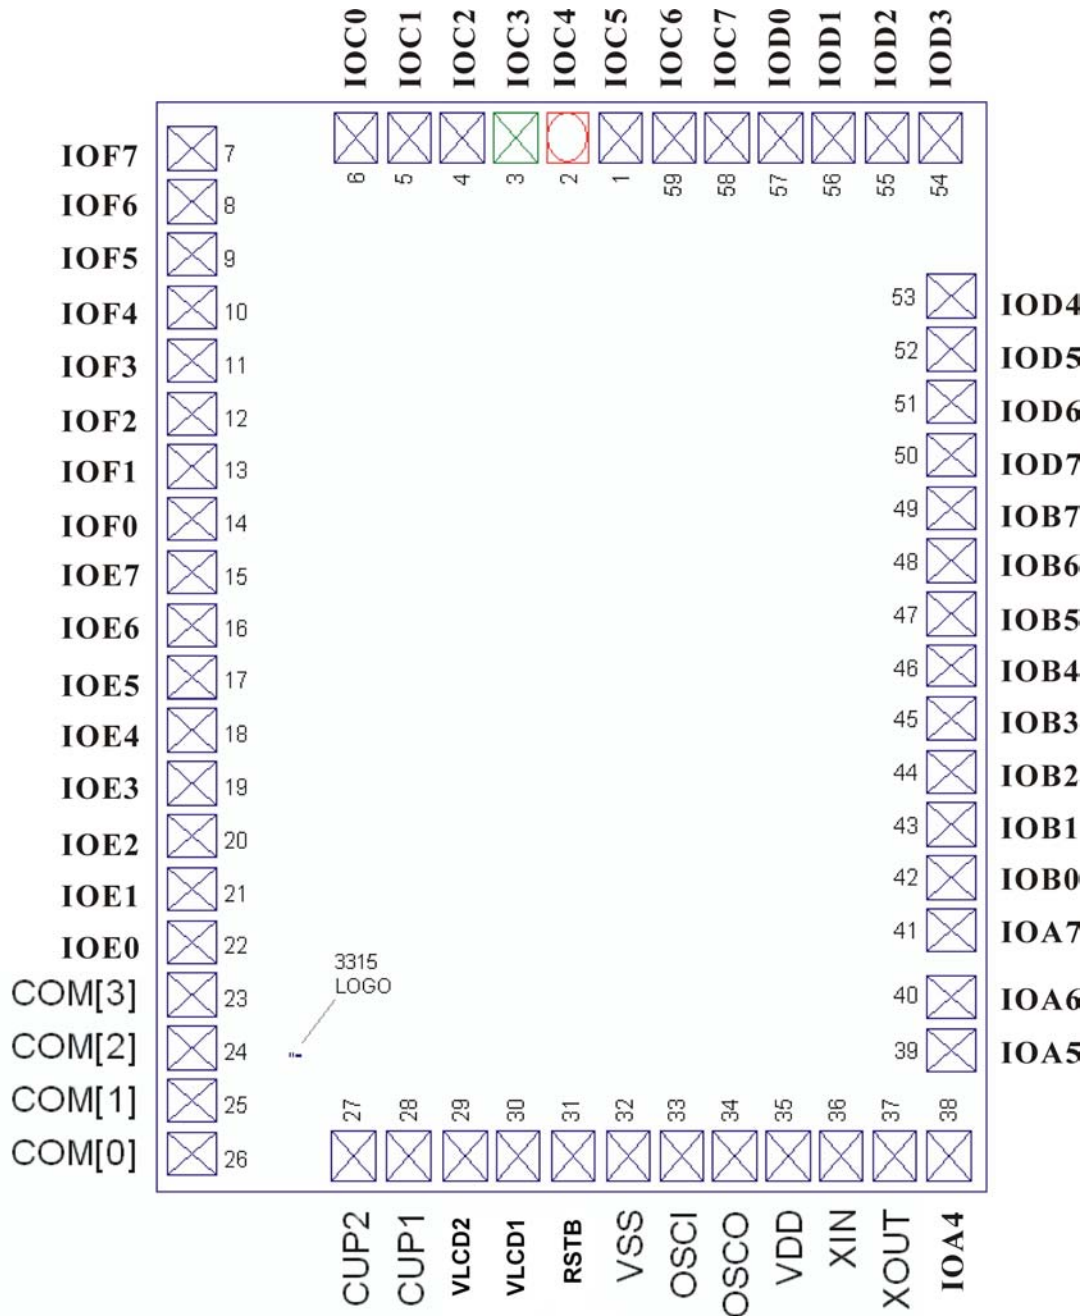 IOC0 IOC1 IOC2 IOC3 IOC4 IOC5 IOC6 IOC7 IOD0 IOD1 IOD2 IOD3
6 5 4 3 2 1 59 58 57 56 55 54
IOF7 7
IOF6 8
IOF5 9
IOF4 10
IOF3 11
IOF2 12
IOF1 13
IOF0 14
IOE7 15
IOE6 16
IOE5 17
IOE4 18
IOE3 19
IOE2 20
IOE1 21
IOE0 22
COM[3] 23
COM[2] 24
COM[1] 25
COM[0] 26
53 IOD4
52 IOD5
51 IOD6
50 IOD7
49 IOB7
48 IOB6
47 IOB5
46 IOB4
45 IOB3
44 IOB2
43 IOB1
42 IOB0
41 IOA7
40 IOA6
39 IOA5
3315
LOGO
27 28 29 30 31 32 33 34 35 36 37 38
CUP2 CUP1 VLCD2 VLCD1 RSTB VSS OSCI OSCO VDD XIN XOUT IOA4